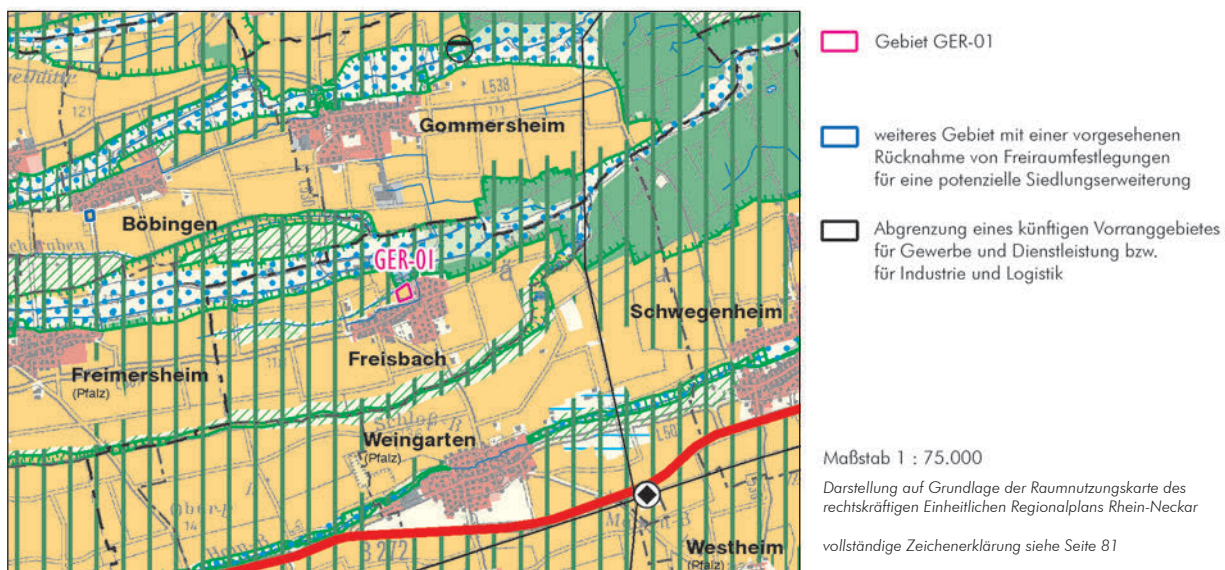 121
L538
111
Gommersheim
Böbingen
GER-01
Schwegenheim
Freisbach
Freimersheim
(Pfalz)
Weingarten
(Pfalz)
B 272
Westheim
(Pfalz)
Gebiet GER-01
weiteres Gebiet mit einer vorgesehenen
Rücknahme von Freiraumfestlegungen
für eine potenzielle Siedlungserweiterung
Abgrenzung eines künftigen Vorranggebietes
für Gewerbe und Dienstleistung bzw.
für Industrie und Logistik
Maßstab 1 : 75.000
Darstellung auf Grundlage der Raumnutzungskarte des
rechtskräftigen Einheitlichen Regionalplans Rhein-Neckar
vollständige Zeichenerklärung siehe Seite 81